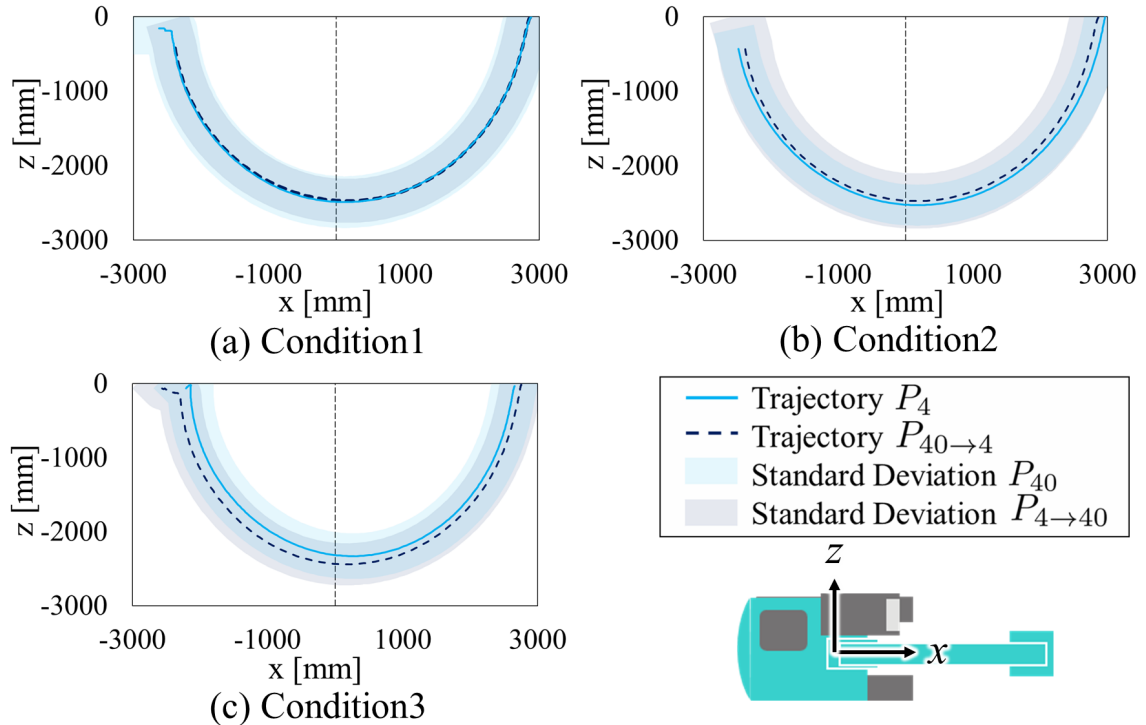 0
-1000
-2000
-3000
z [mm]
-3000 -1000 1000 3000
x [mm]
(a) Condition1
0
-1000
-2000
-3000
z [mm]
-3000 -1000 1000 3000
x [mm]
(b) Condition2
0
-1000
-2000
-3000
z [mm]
-3000 -1000 1000 3000
x [mm]
(c) Condition3
Trajectory P₄
Trajectory P₄₀→₄
Standard Deviation P₄₀
Standard Deviation P₄→₄₀
z
x